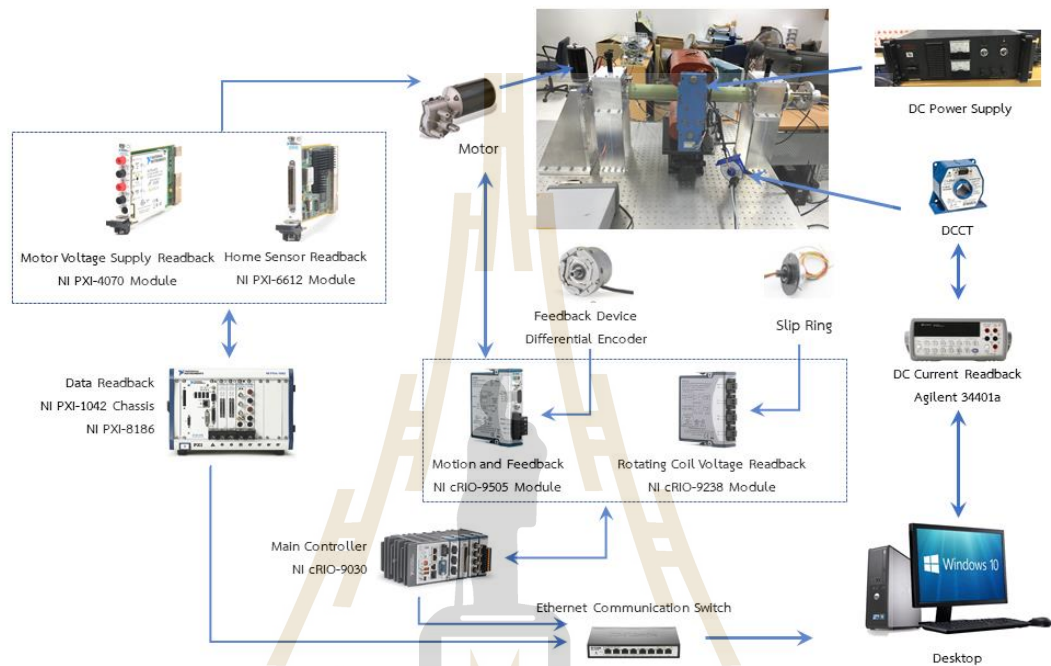 DC Power Supply
Motor
DCCT
Motor Voltage Supply Readback
NI PXI-4070 Module
Home Sensor Readback
NI PXI-6612 Module
Feedback Device
Differential Encoder
Slip Ring
DC Current Readback
Agilent 34401a
Data Readback
NI PXI-1042 Chassis
NI PXI-8186
PXI
Motion and Feedback
NI cRIO-9505 Module
Rotating Coil Voltage Readback
NI cRIO-9238 Module
Main Controller
NI cRIO-9030
Ethernet Communication Switch
Windows 10
Desktop